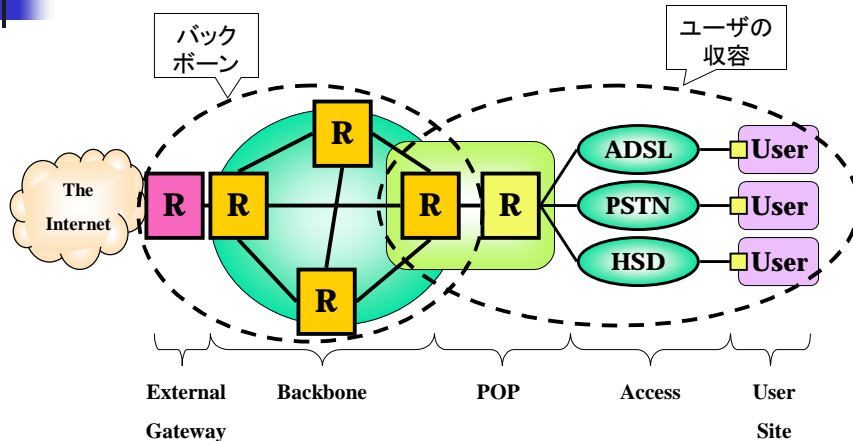 バック
ボーン
ユーザの
収容
The
Internet
R
R
R
R
R
R
ADSL
PSTN
HSD
User
User
User
External
Gateway
Backbone
POP
Access
User
Site